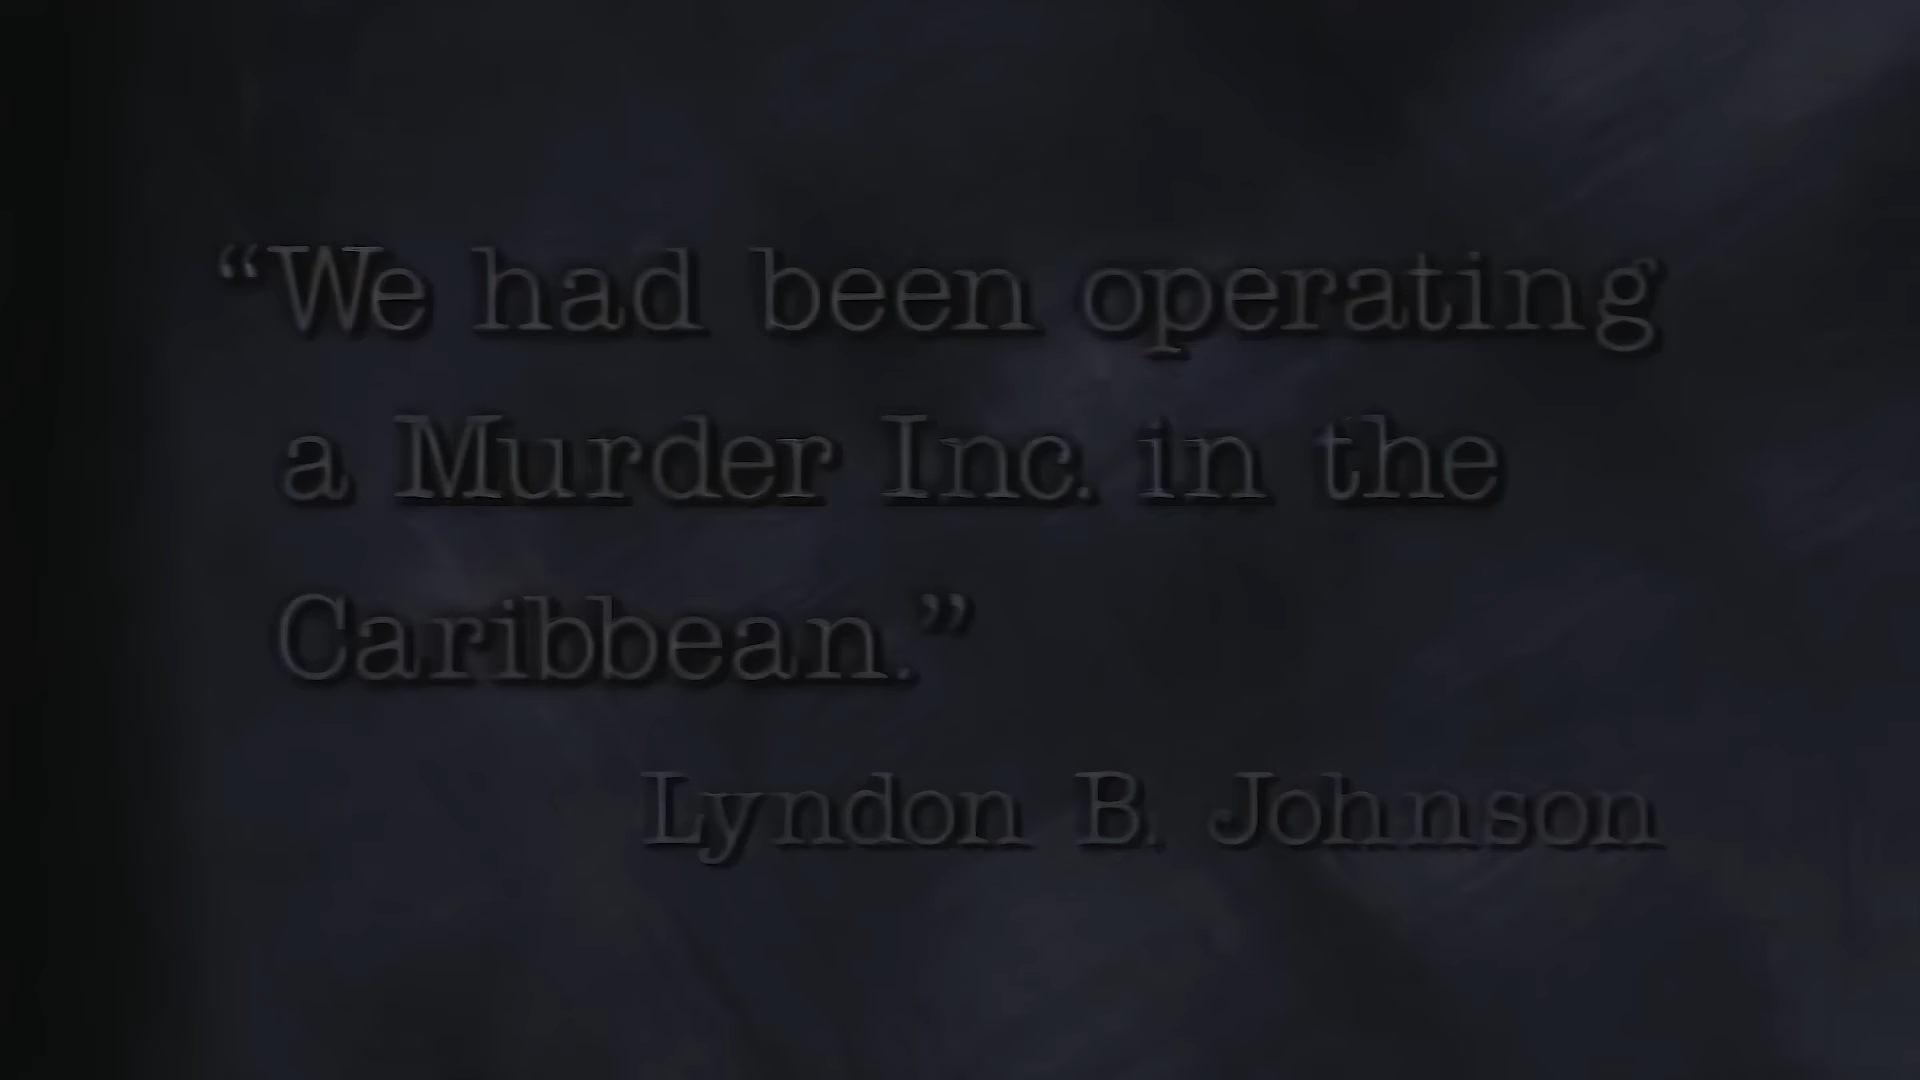 “We had been operating
a Murder Inc. in the
Caribbean.”
Lyndon B. Johnson